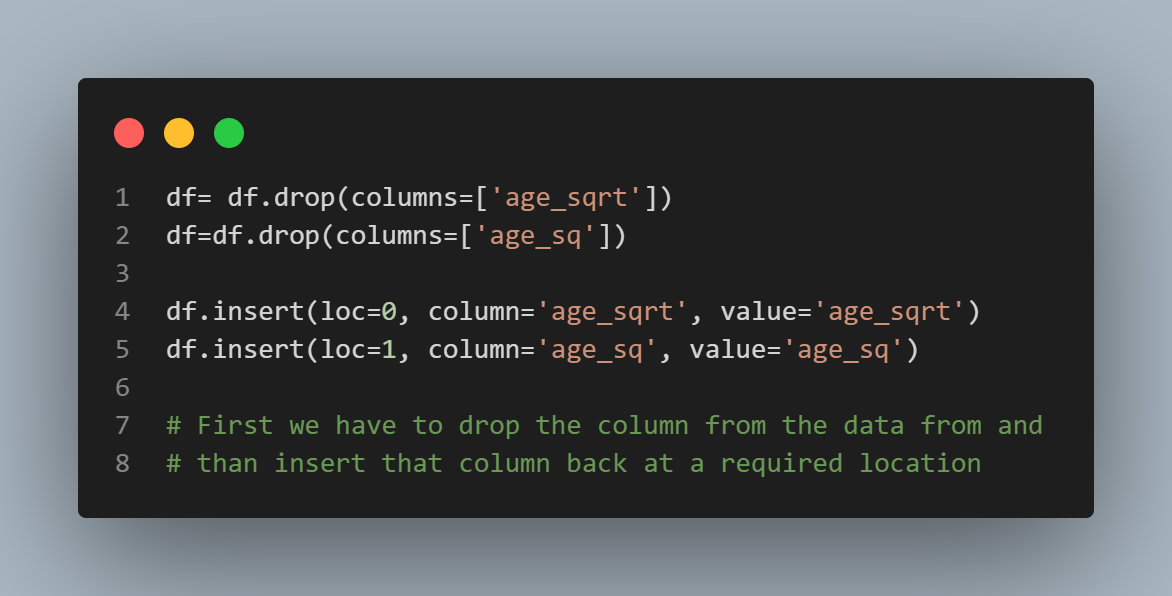 1 df= df.drop(columns=['age_sqrt'])
2 df=df.drop(columns=['age_sq'])
3
4 df.insert(loc=0, column='age_sqrt', value='age_sqrt')
5 df.insert(loc=1, column='age_sq', value='age_sq')
6
7 # First we have to drop the column from the data from and
8 # than insert that column back at a required location